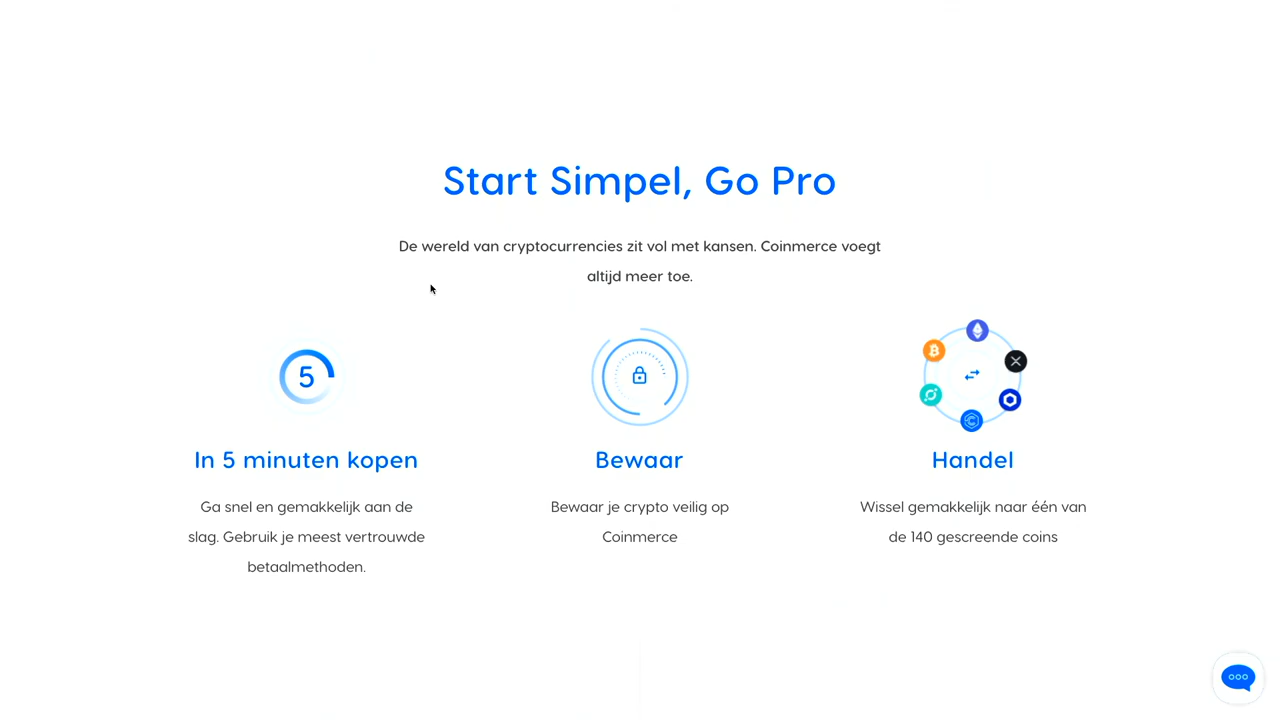 Start Simpel, Go Pro
De wereld van cryptocurrencies zit vol met kansen. Coinmerce voegt
altijd meer toe.
5
In 5 minuten kopen
Ga snel en gemakkelijk aan de
slag. Gebruik je meest vertrouwde
betaalmethoden.
Bewaar
Bewaar je crypto veilig op
Coinmerce
Handel
Wissel gemakkelijk naar één van
de 140 gescreende coins